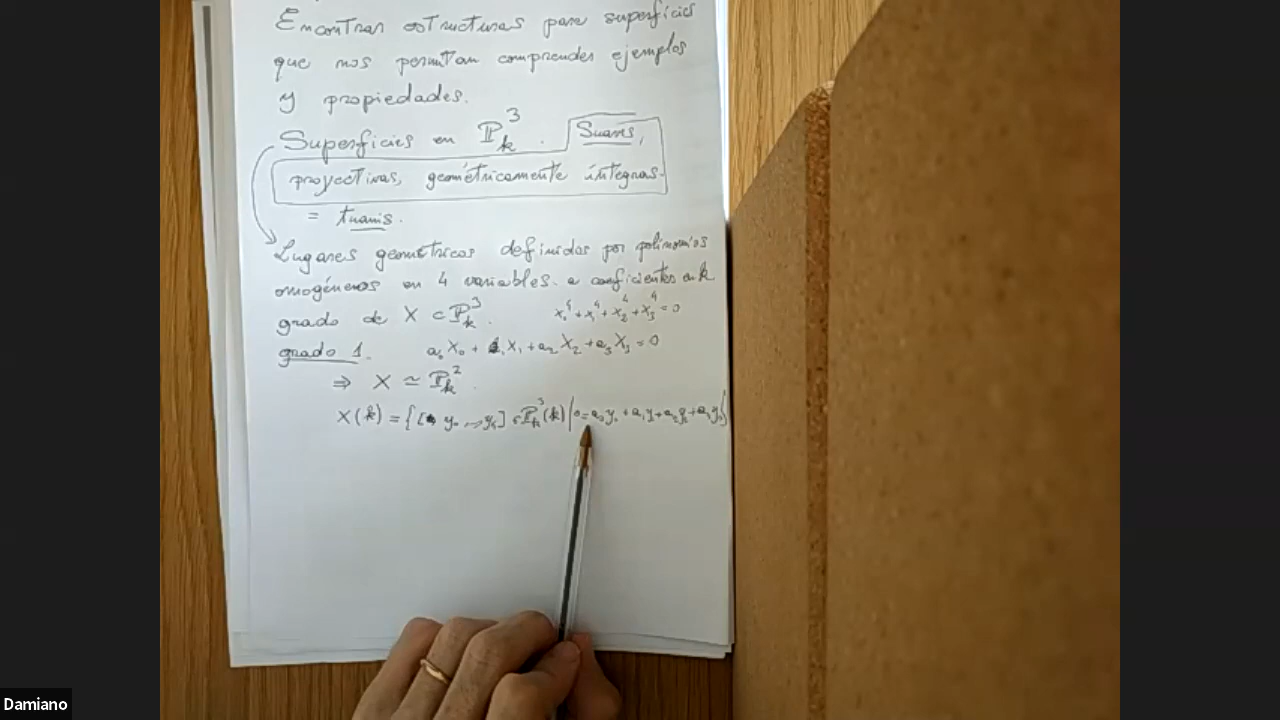 Encontrar estructuras para superficies
que nos permitan comprender ejemplos
y propiedades.
Superficies en ℙ³ₖ. Suaves,
proyectivas, geométricamente íntegras.
=
Lugares geométricos definidos por polinomios
omogéneos en 4 variables. a coeficientes en k
grado de X ⊂ ℙ³ₖ. x₀⁴ + x₁⁴ + x₂⁴ + x₃⁴ = 0
grado 1. a₀X₀ + a₁X₁ + a₂X₂ + a₃X₃ = 0
⇒ X ≃ ℙ²ₖ.
X(k) = {[y₀, ..., y₃] ∈ ℙ³ₖ(k) | 0 = a₀y₀ + a₁y₁ + a₂y₂ + a₃y₃}
Damiano